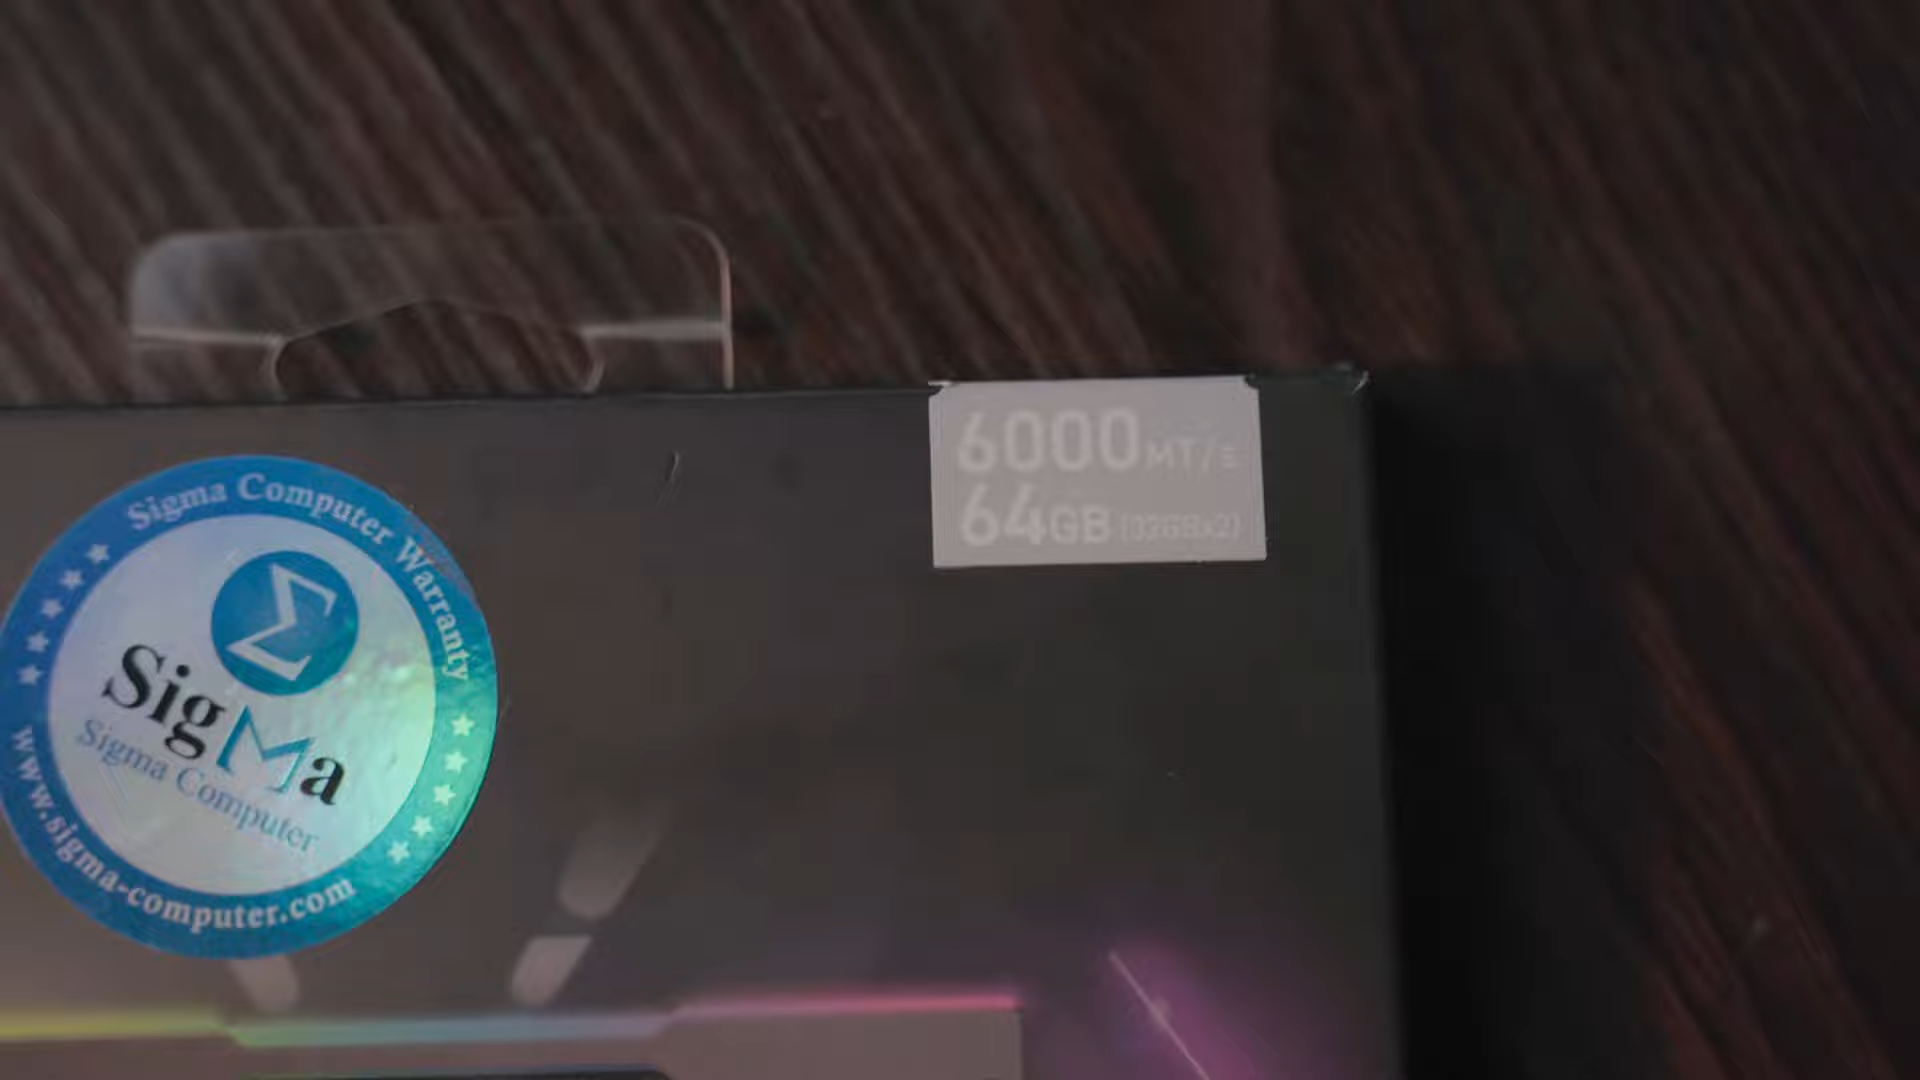 6000MT/s
64GB (32GBx2)
Sigma Computer Warranty
SigMa
Sigma Computer
www.sigma-computer.com